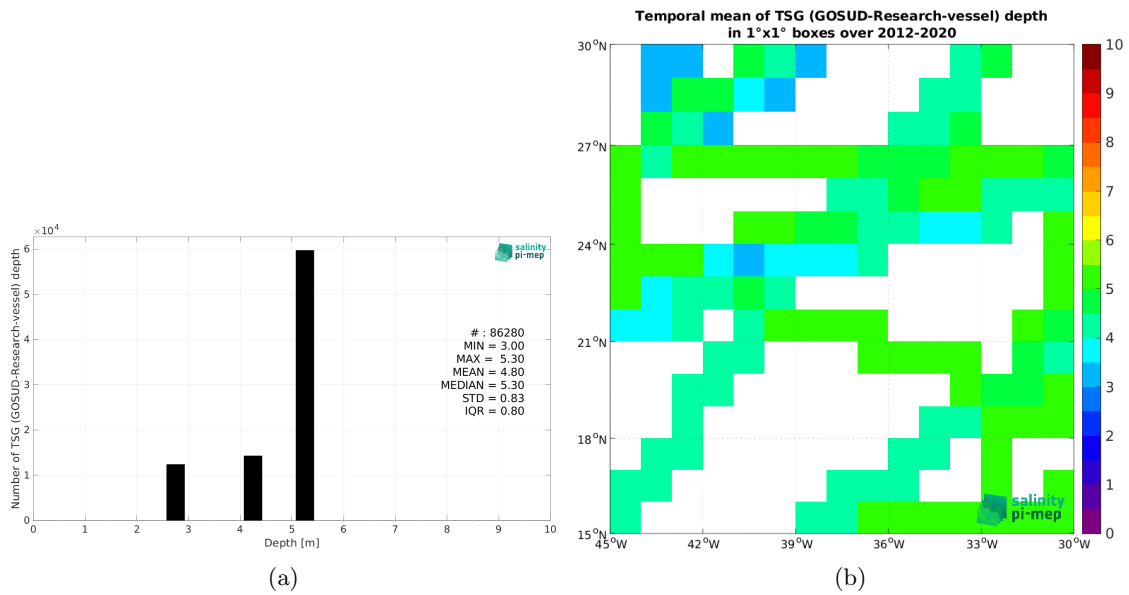 ×10^4
6
5
4
3
2
1
0
0 1 2 3 4 5 6 7 8 9 10
Number of TSG (GOSUD-Research-vessel) depth
Depth [m]
salinity
pi-mep
# : 86280
MIN = 3.00
MAX = 5.30
MEAN = 4.80
MEDIAN = 5.30
STD = 0.83
IQR = 0.80
(a)
Temporal mean of TSG (GOSUD-Research-vessel) depth
in 1°x1° boxes over 2012-2020
30°N
27°N
24°N
21°N
18°N
15°N
45°W 42°W 39°W 36°W 33°W 30°W
salinity
pi-mep
10
9
8
7
6
5
4
3
2
1
0
(b)